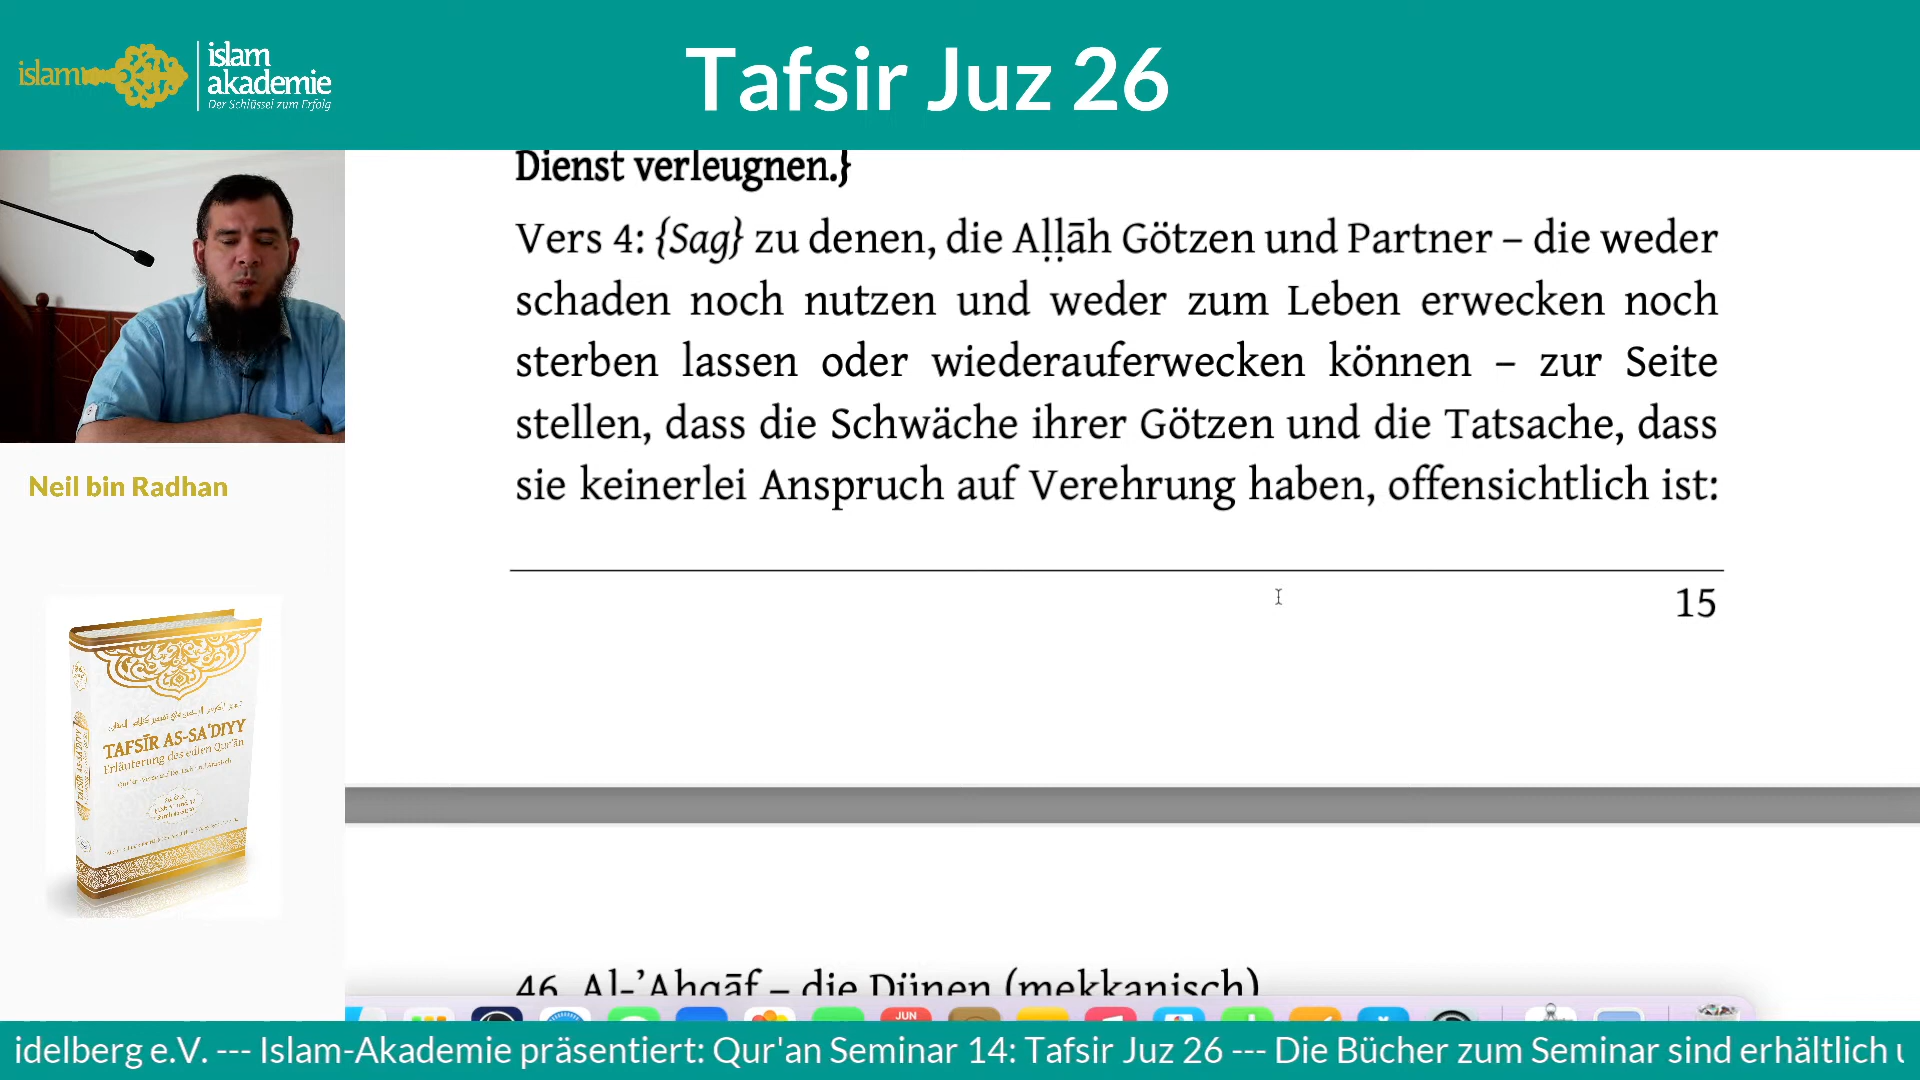 islam
islam
akademie
Der Schlüssel zum Erfolg
Tafsir Juz 26
Dienst verleugnen.}
Vers 4: {Sag} zu denen, die Aḷḷāh Götzen und Partner – die weder
schaden noch nutzen und weder zum Leben erwecken noch
sterben lassen oder wiederauferwecken können – zur Seite
stellen, dass die Schwäche ihrer Götzen und die Tatsache, dass
sie keinerlei Anspruch auf Verehrung haben, offensichtlich ist:
15
46. Al-’Ahqāf – die Dünen (mekkanisch)
Neil bin Radhan
TAFSĪR AS-SA'DIYY
Erläuterung des edlen Qur'ān
JUN
idelberg e.V. --- Islam-Akademie präsentiert: Qur'an Seminar 14: Tafsir Juz 26 --- Die Bücher zum Seminar sind erhältlich u